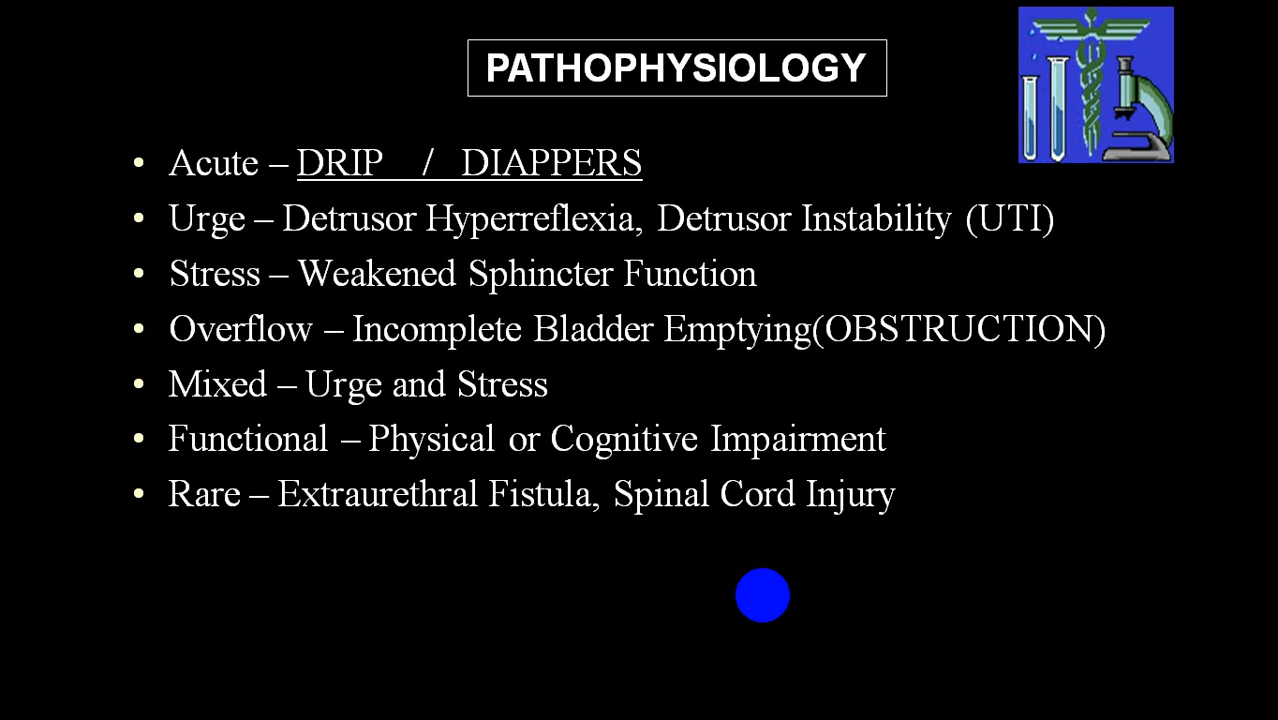 PATHOPHYSIOLOGY
• Acute – DRIP / DIAPPERS
• Urge – Detrusor Hyperreflexia, Detrusor Instability (UTI)
• Stress – Weakened Sphincter Function
• Overflow – Incomplete Bladder Emptying(OBSTRUCTION)
• Mixed – Urge and Stress
• Functional – Physical or Cognitive Impairment
• Rare – Extraurethral Fistula, Spinal Cord Injury